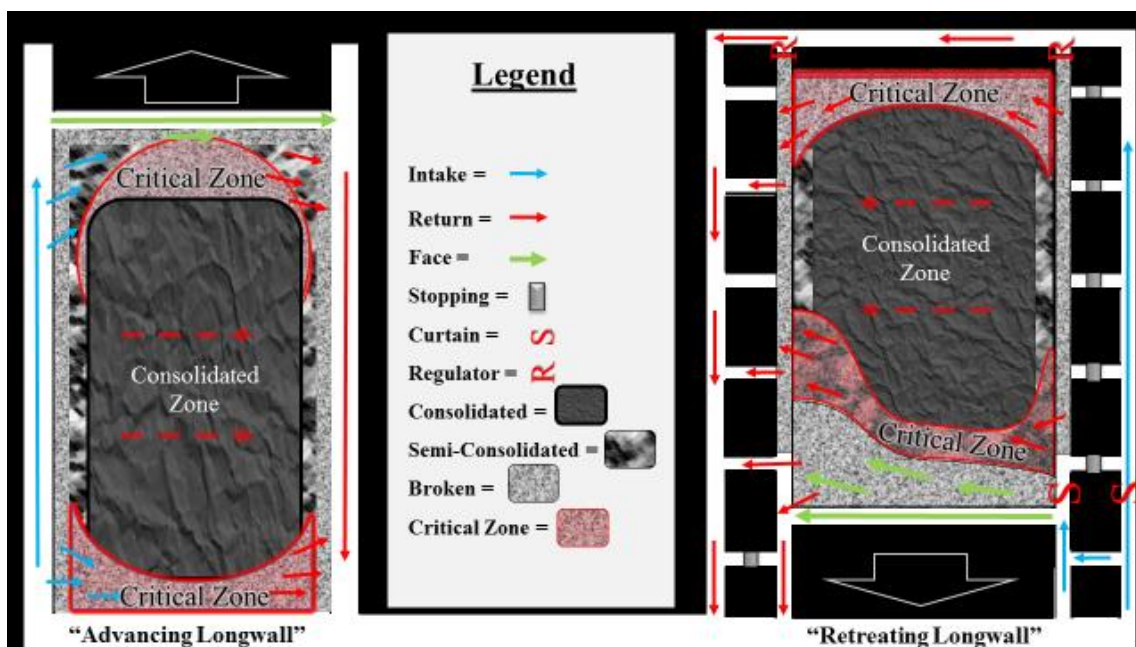 Critical Zone
Consolidated
Zone
Critical Zone
“Advancing Longwall”
Legend
Intake =
Return =
Face =
Stopping =
Curtain = S
Regulator = R
Consolidated =
Semi-Consolidated =
Broken =
Critical Zone =
R
R
Critical Zone
Consolidated
Zone
Critical Zone
S
S
“Retreating Longwall”